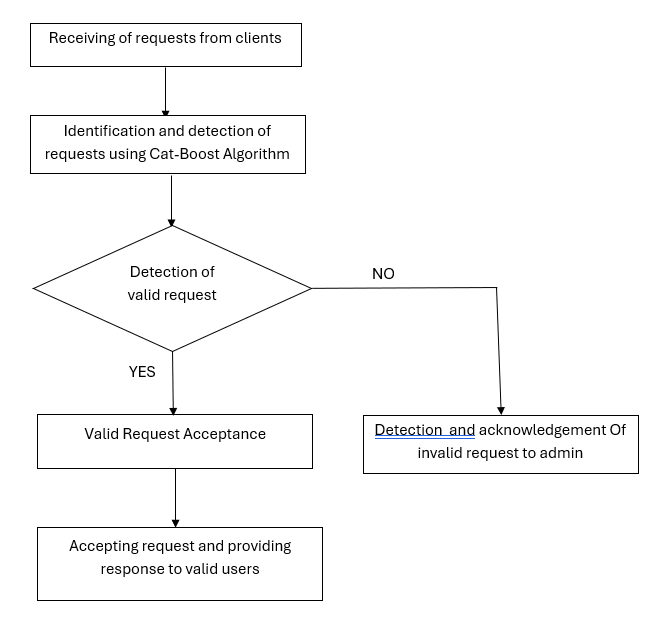 Receiving of requests from clients
Identification and detection of
requests using Cat-Boost Algorithm
Detection of
valid request
NO
YES
Valid Request Acceptance
Detection  and acknowledgement Of
invalid request to admin
Accepting request and providing
response to valid users